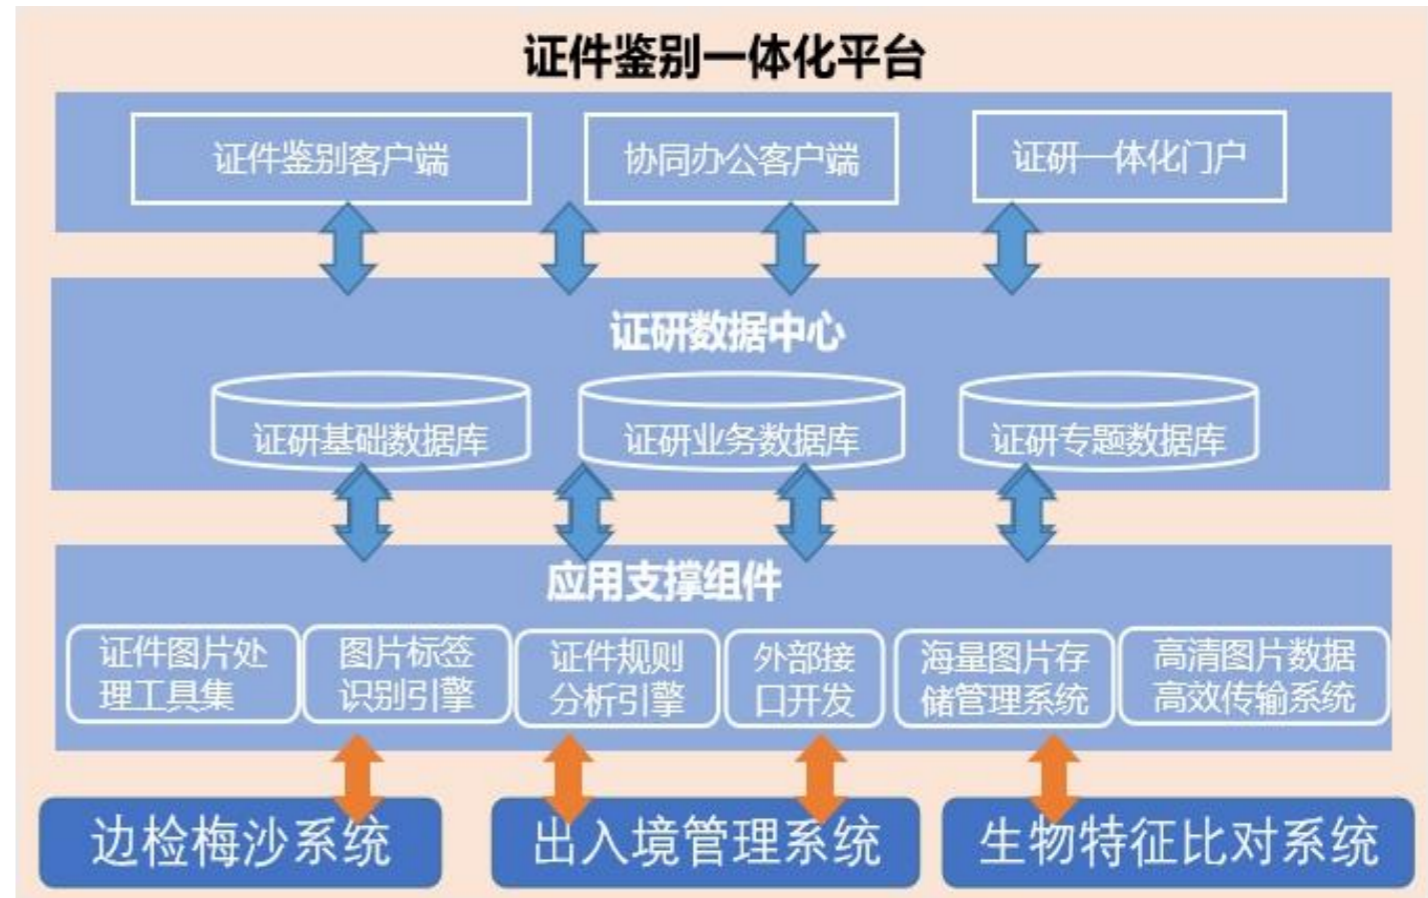 证件鉴别一体化平台
证件鉴别客户端
协同办公客户端
证研一体化门户
证研数据中心
证研基础数据库
证研业务数据库
证研专题数据库
应用支撑组件
证件图片处
理工具集
图片标签
识别引擎
证件规则
分析引擎
外部接
口开发
海量图片存
储管理系统
高清图片数据
高效传输系统
边检梅沙系统
出入境管理系统
生物特征比对系统